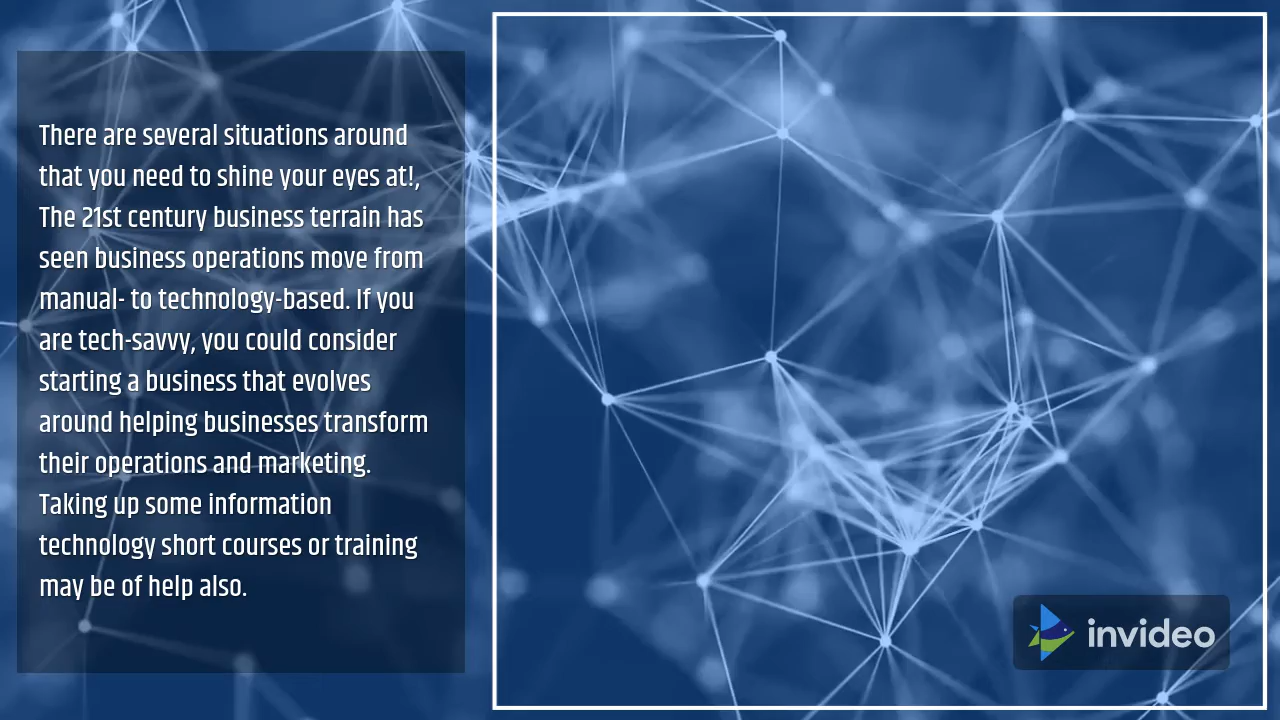 There are several situations around
that you need to shine your eyes at!,
The 21st century business terrain has
seen business operations move from
manual- to technology-based. If you
are tech-savvy, you could consider
starting a business that evolves
around helping businesses transform
their operations and marketing.
Taking up some information
technology short courses or training
may be of help also.
invideo